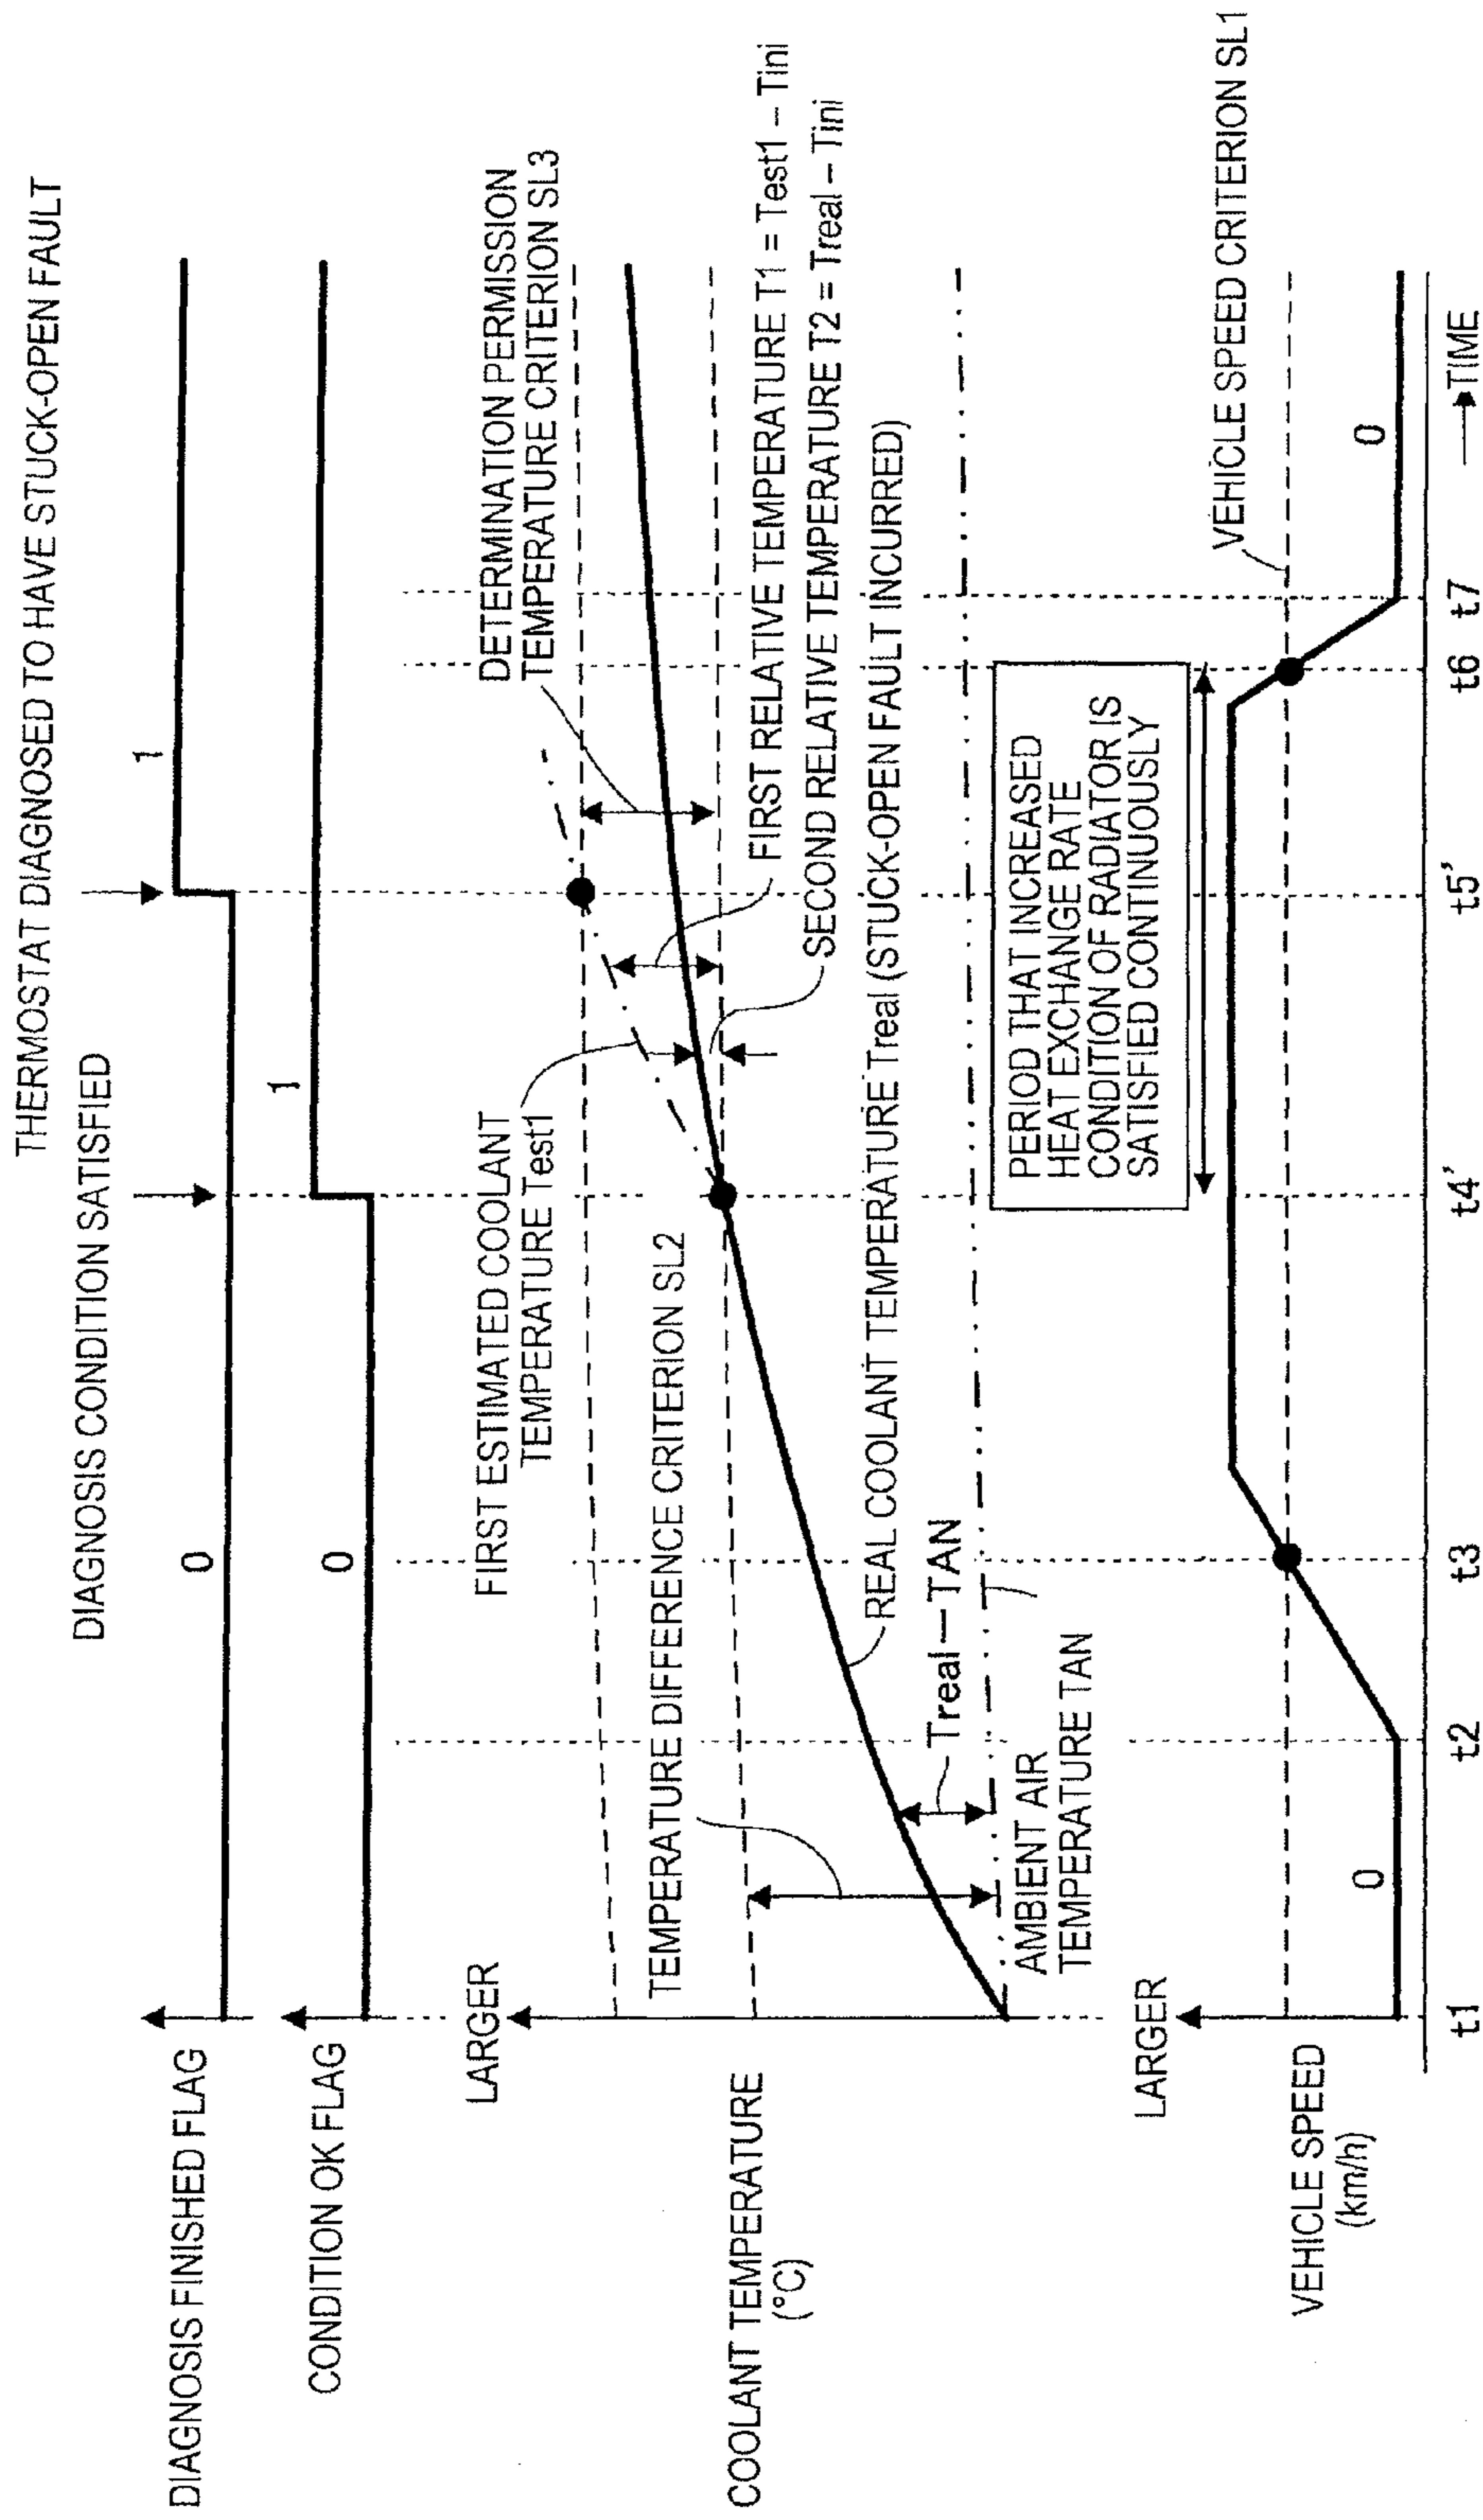 THERMOSTAT DIAGNOSED TO HAVE STUCK-OPEN FAULT
DIAGNOSIS CONDITION SATISFIED
DIAGNOSIS FINISHED FLAG
0
1
CONDITION OK FLAG
0
1
LARGER
COOLANT TEMPERATURE
(°C)
FIRST ESTIMATED COOLANT
TEMPERATURE Test1
DETERMINATION PERMISSION
TEMPERATURE CRITERION SL3
TEMPERATURE DIFFERENCE CRITERION SL2
FIRST RELATIVE TEMPERATURE T1 = Test1 – Tini
SECOND RELATIVE TEMPERATURE T2 = Treal – Tini
REAL COOLANT TEMPERATURE Treal (STUCK-OPEN FAULT INCURRED)
Treal – TAN
AMBIENT AIR
TEMPERATURE TAN
PERIOD THAT INCREASED
HEAT EXCHANGE RATE
CONDITION OF RADIATOR IS
SATISFIED CONTINUOUSLY
LARGER
VEHICLE SPEED
(km/h)
VEHICLE SPEED CRITERION SL1
0
0
t1
t2
t3
t4'
t5'
t6
t7
TIME